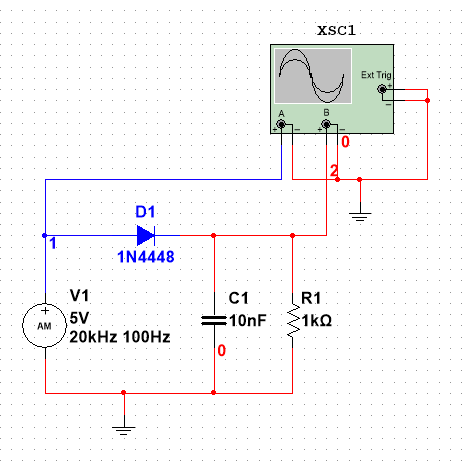 XSC1
Ext Trig
+
−
A
B
+ − + −
0
2
D1
1
1N4448
V1
+
AM
5V
20kHz 100Hz
C1
10nF
R1
1kΩ
0